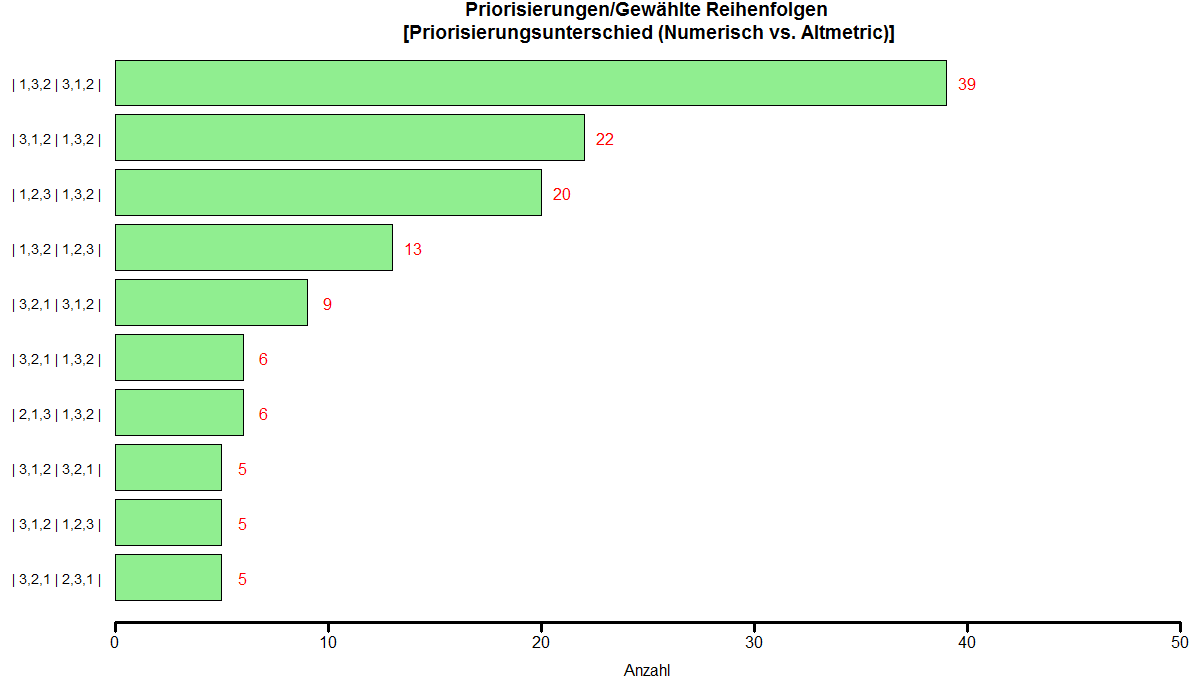 Priorisierungen/Gewählte Reihenfolgen
[Priorisierungsunterschied (Numerisch vs. Altmetric)]
| 1,3,2 | 3,1,2 | 39
| 3,1,2 | 1,3,2 | 22
| 1,2,3 | 1,3,2 | 20
| 1,3,2 | 1,2,3 | 13
| 3,2,1 | 3,1,2 | 9
| 3,2,1 | 1,3,2 | 6
| 2,1,3 | 1,3,2 | 6
| 3,1,2 | 3,2,1 | 5
| 3,1,2 | 1,2,3 | 5
| 3,2,1 | 2,3,1 | 5
0 10 20 30 40 50
Anzahl